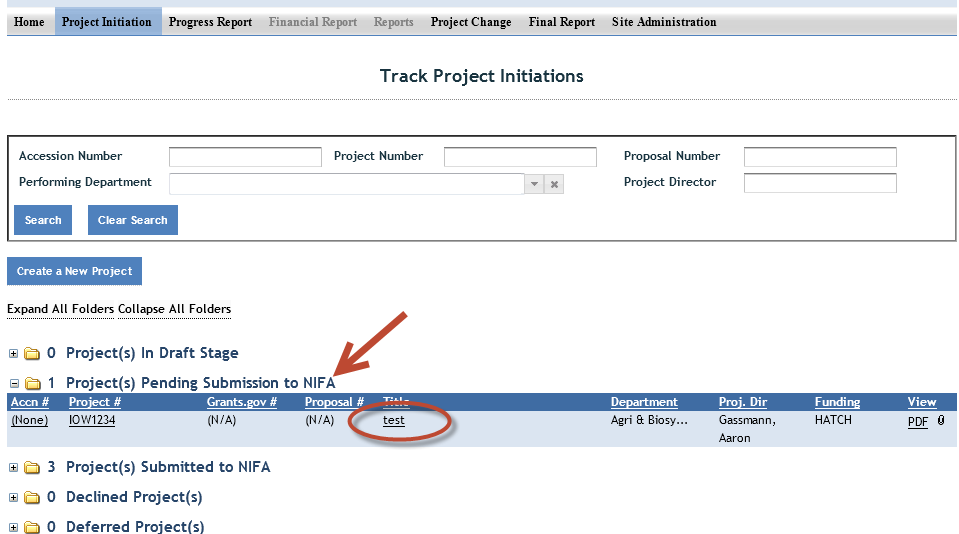 Home Project Initiation Progress Report Financial Report Reports Project Change Final Report Site Administration
Track Project Initiations
Accession Number Project Number Proposal Number
Performing Department Project Director
Search Clear Search
Create a New Project
Expand All Folders Collapse All Folders
0 Project(s) In Draft Stage
1 Project(s) Pending Submission to NIFA
Accn # Project # Grants.gov # Proposal # Title Department Proj. Dir Funding View
(None) IOW1234 (N/A) (N/A) test Agri & Biosy... Gassmann, HATCH PDF
Aaron
3 Project(s) Submitted to NIFA
0 Declined Project(s)
0 Deferred Project(s)